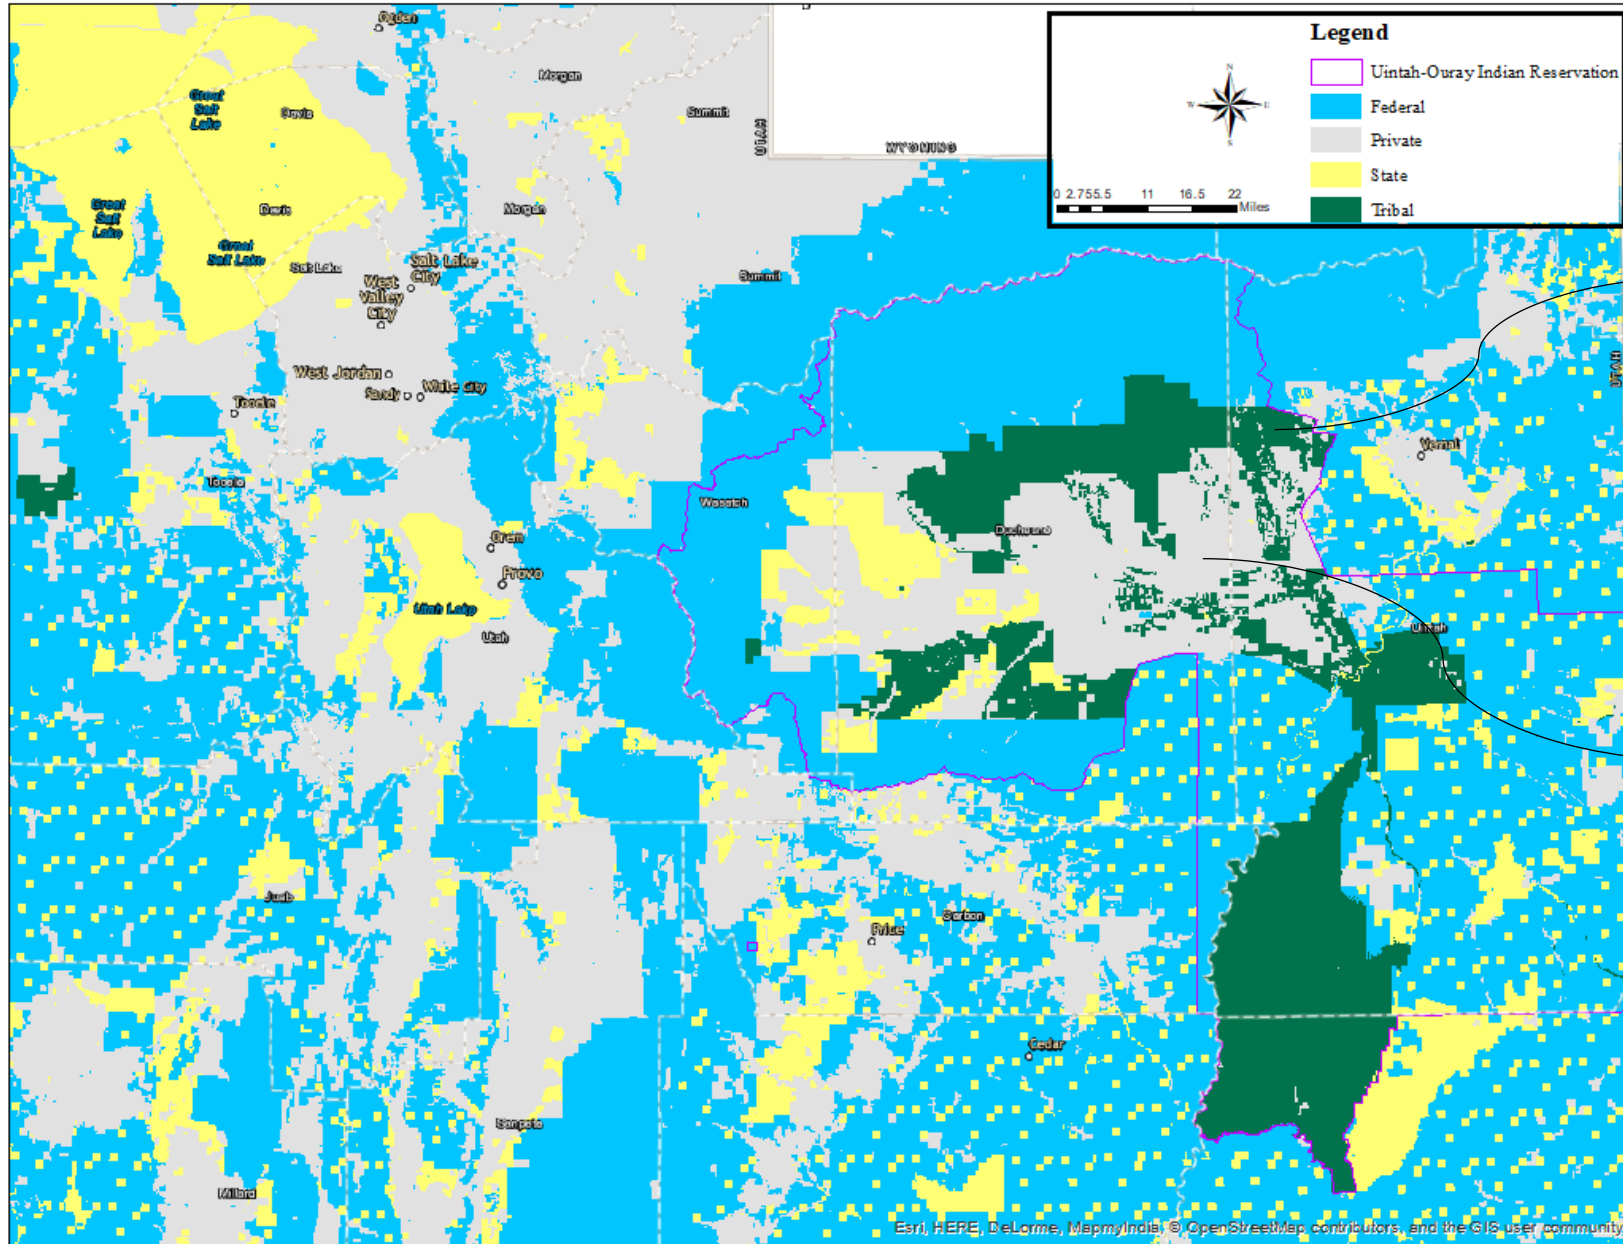 Ogden
Morgan
Great
Salt
Lake
Davis
Summit
UTAH
WYOMING
Legend
Uintah-Ouray Indian Reservation
Federal
Private
State
Tribal
N
W
E
S
0 2.75 5.5 11 16.5 22
Miles
Great
Salt
Lake
Davis
Morgan
Great
Salt Lake
Salt Lake
Salt Lake
City
West
Valley
City
Summit
UTAH
West Jordan
Sandy
White City
Tooele
Vernal
Tooele
Wasatch
Duchesne
Orem
Provo
Utah Lake
Utah
Uintah
Juab
Price
Carbon
Cedar
Sanpete
Millard
Esri, HERE, DeLorme, MapmyIndia, © OpenStreetMap contributors, and the GIS user community